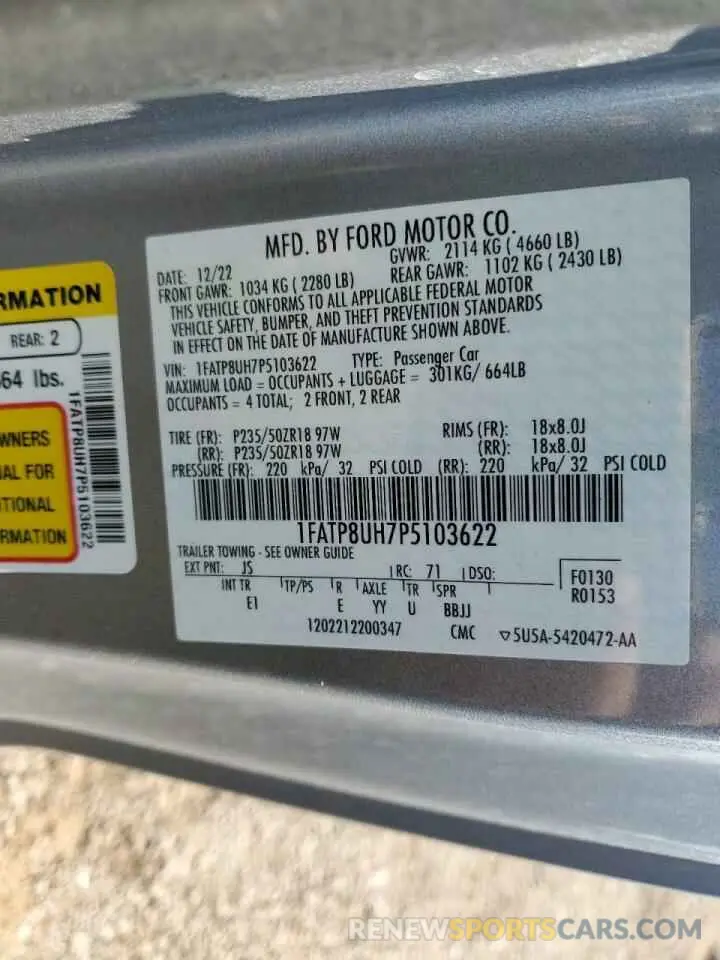 MFD. BY FORD MOTOR CO.
DATE: 12/22 GVWR: 2114 KG ( 4660 LB)
FRONT GAWR: 1034 KG ( 2280 LB) REAR GAWR: 1102 KG ( 2430 LB)
THIS VEHICLE CONFORMS TO ALL APPLICABLE FEDERAL MOTOR
VEHICLE SAFETY, BUMPER, AND THEFT PREVENTION STANDARDS
IN EFFECT ON THE DATE OF MANUFACTURE SHOWN ABOVE.
VIN: 1FATP8UH7P5103622 TYPE: Passenger Car
MAXIMUM LOAD = OCCUPANTS + LUGGAGE = 301KG/ 664LB
OCCUPANTS = 4 TOTAL; 2 FRONT, 2 REAR
TIRE (FR): P235/50ZR18 97W RIMS (FR): 18x8.0J
(RR): P235/50ZR18 97W (RR): 18x8.0J
PRESSURE (FR): 220 kPa/ 32 PSI COLD (RR): 220 kPa/ 32 PSI COLD
1FATP8UH7P5103622
TRAILER TOWING - SEE OWNER GUIDE
EXT PNT: JS RC: 71 DSO: F0130
R0153
INT TR TP/PS R AXLE TR SPR
E1 E YY U BBJJ
1202212200347 CMC ▽5U5A-5420472-AA
RMATION
REAR: 2
64 lbs.
WNERS
AL FOR
ITIONAL
RMATION
1FATP8UH7P5103622
RENEWSPORTSCARS.COM